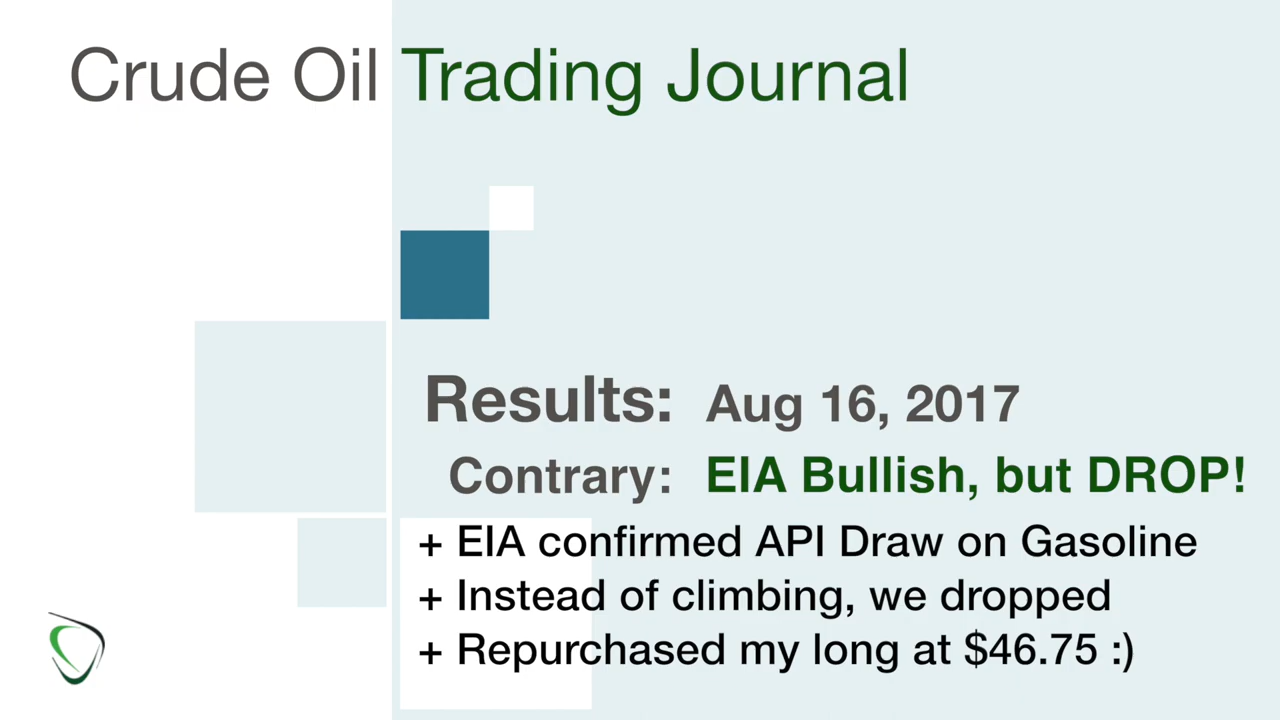 Crude Oil Trading Journal
Results: Aug 16, 2017
Contrary: EIA Bullish, but DROP!
+ EIA confirmed API Draw on Gasoline
+ Instead of climbing, we dropped
+ Repurchased my long at $46.75 :)